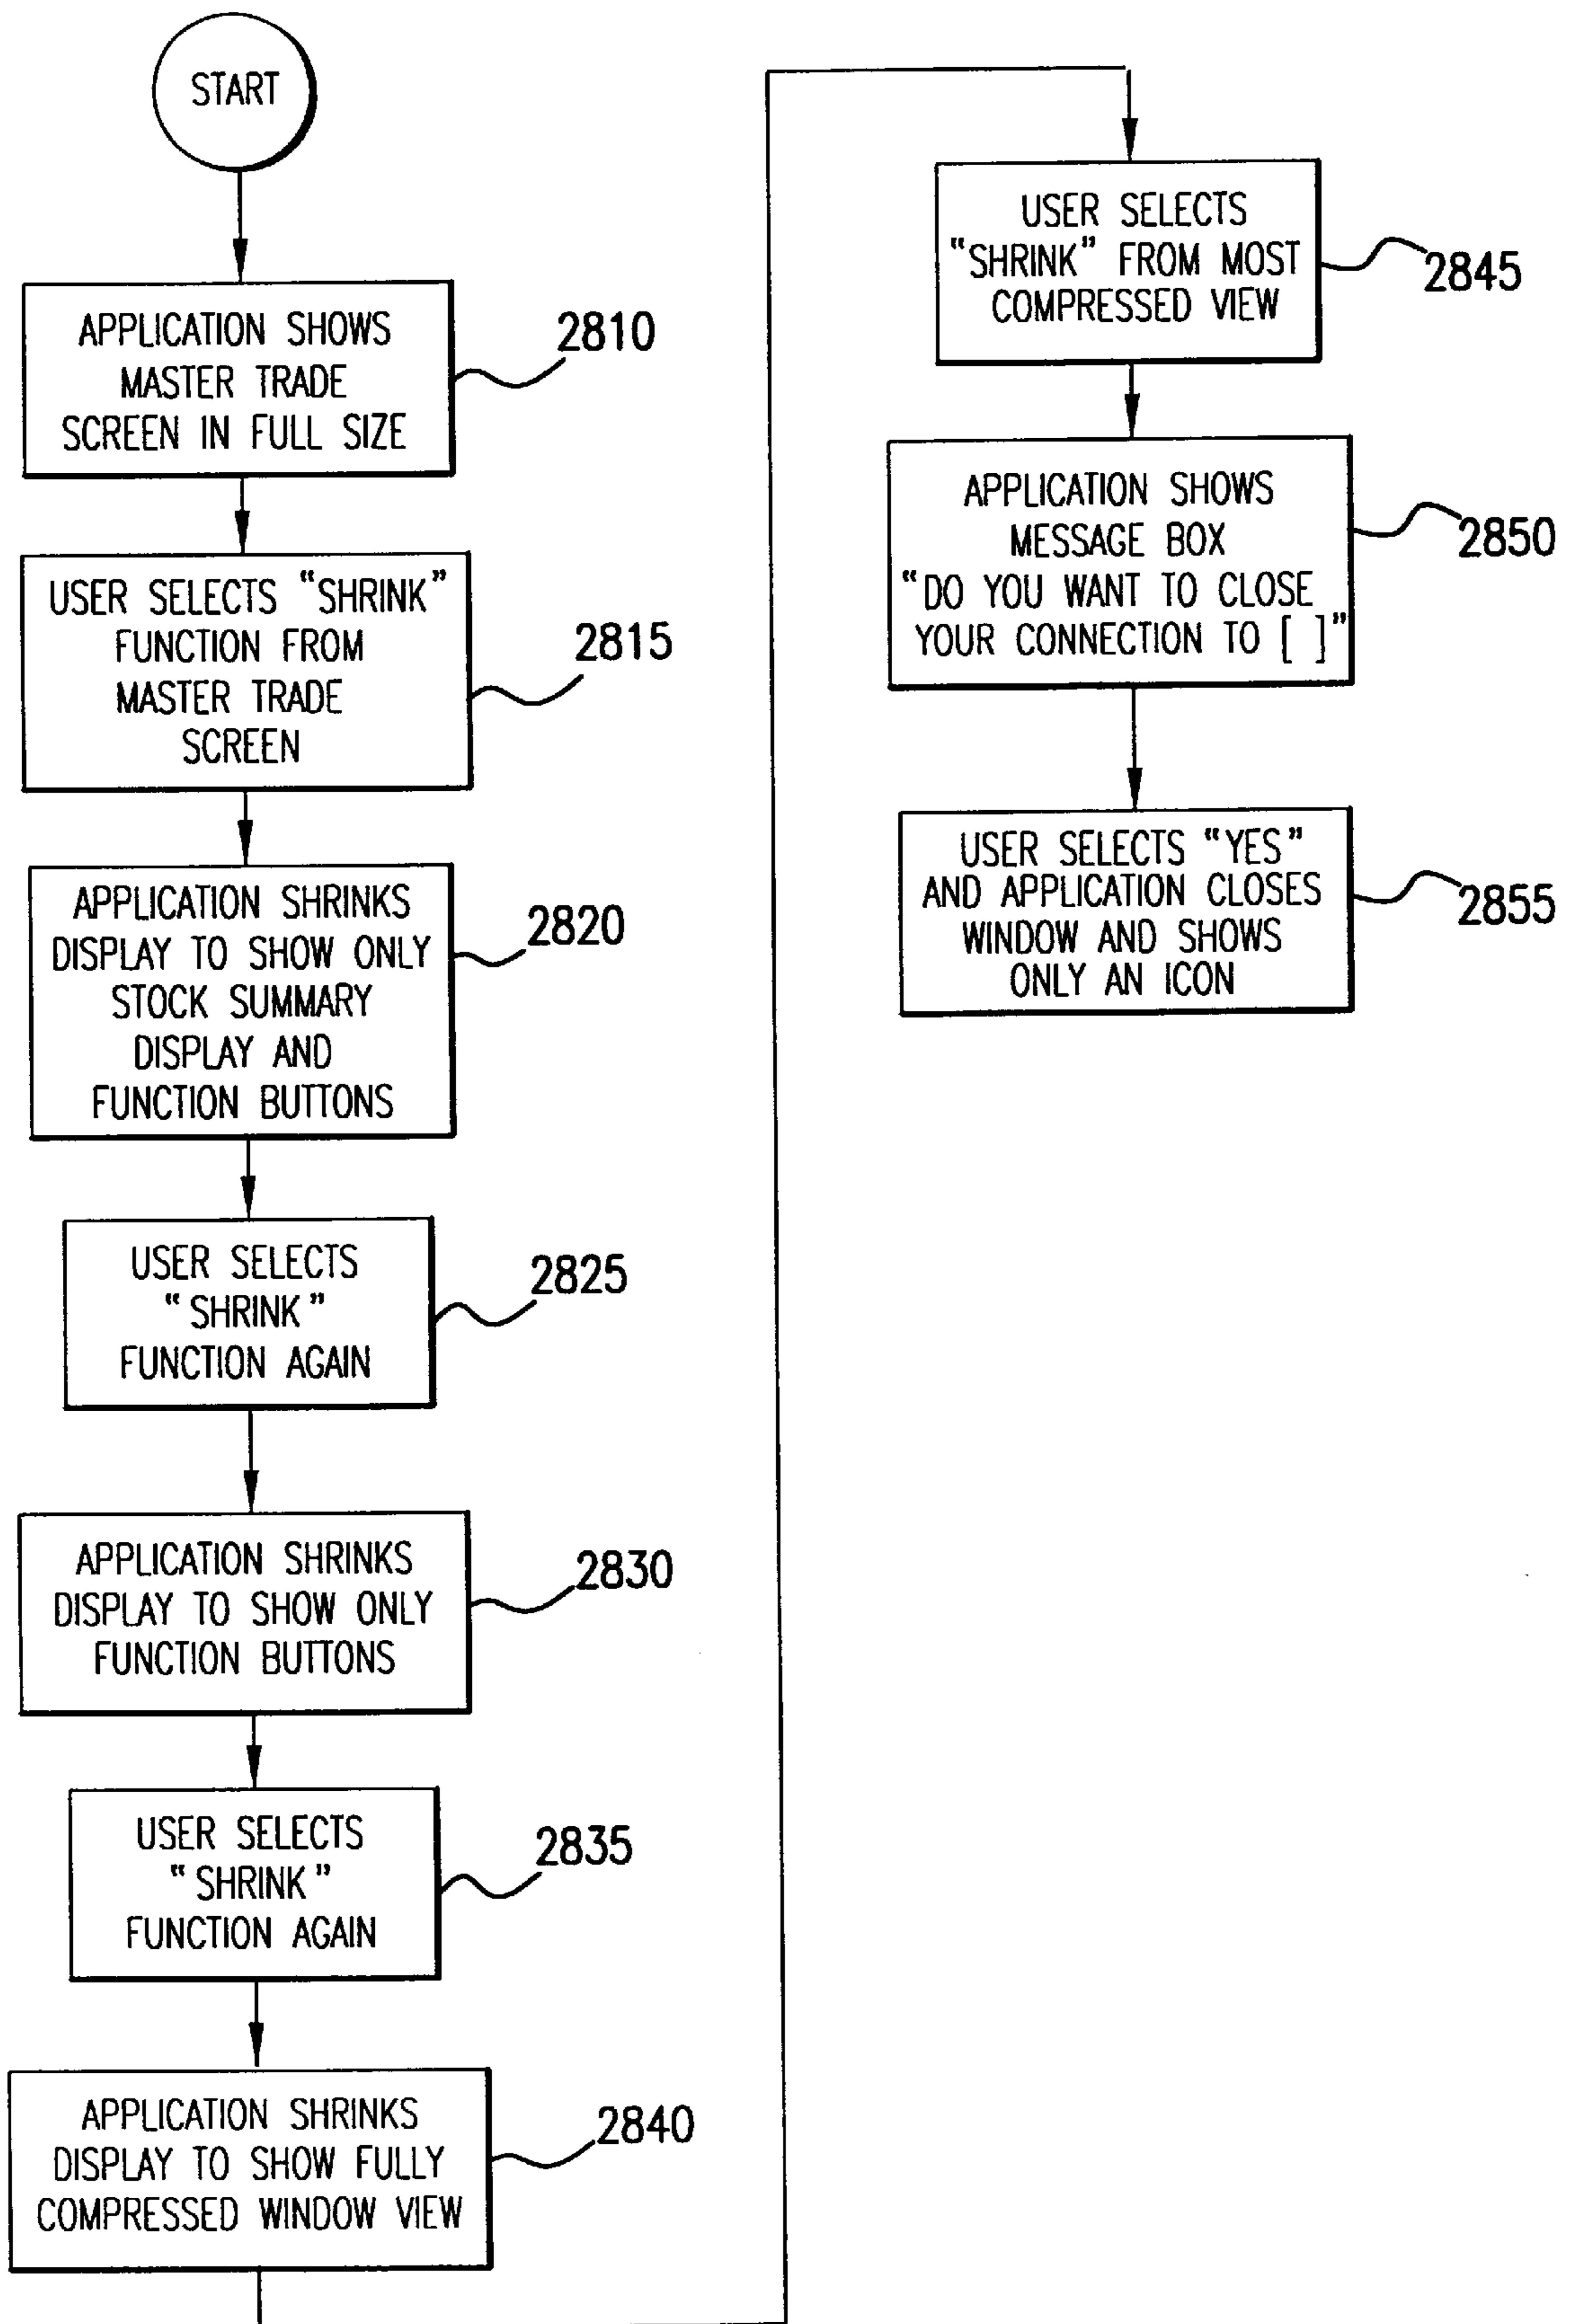 START
APPLICATION SHOWS
MASTER TRADE
SCREEN IN FULL SIZE
2810
USER SELECTS "SHRINK"
FUNCTION FROM
MASTER TRADE
SCREEN
2815
APPLICATION SHRINKS
DISPLAY TO SHOW ONLY
STOCK SUMMARY
DISPLAY AND
FUNCTION BUTTONS
2820
USER SELECTS
"SHRINK"
FUNCTION AGAIN
2825
APPLICATION SHRINKS
DISPLAY TO SHOW ONLY
FUNCTION BUTTONS
2830
USER SELECTS
"SHRINK"
FUNCTION AGAIN
2835
APPLICATION SHRINKS
DISPLAY TO SHOW FULLY
COMPRESSED WINDOW VIEW
2840
USER SELECTS
"SHRINK" FROM MOST
COMPRESSED VIEW
2845
APPLICATION SHOWS
MESSAGE BOX
"DO YOU WANT TO CLOSE
YOUR CONNECTION TO [ ]"
2850
USER SELECTS "YES"
AND APPLICATION CLOSES
WINDOW AND SHOWS
ONLY AN ICON
2855